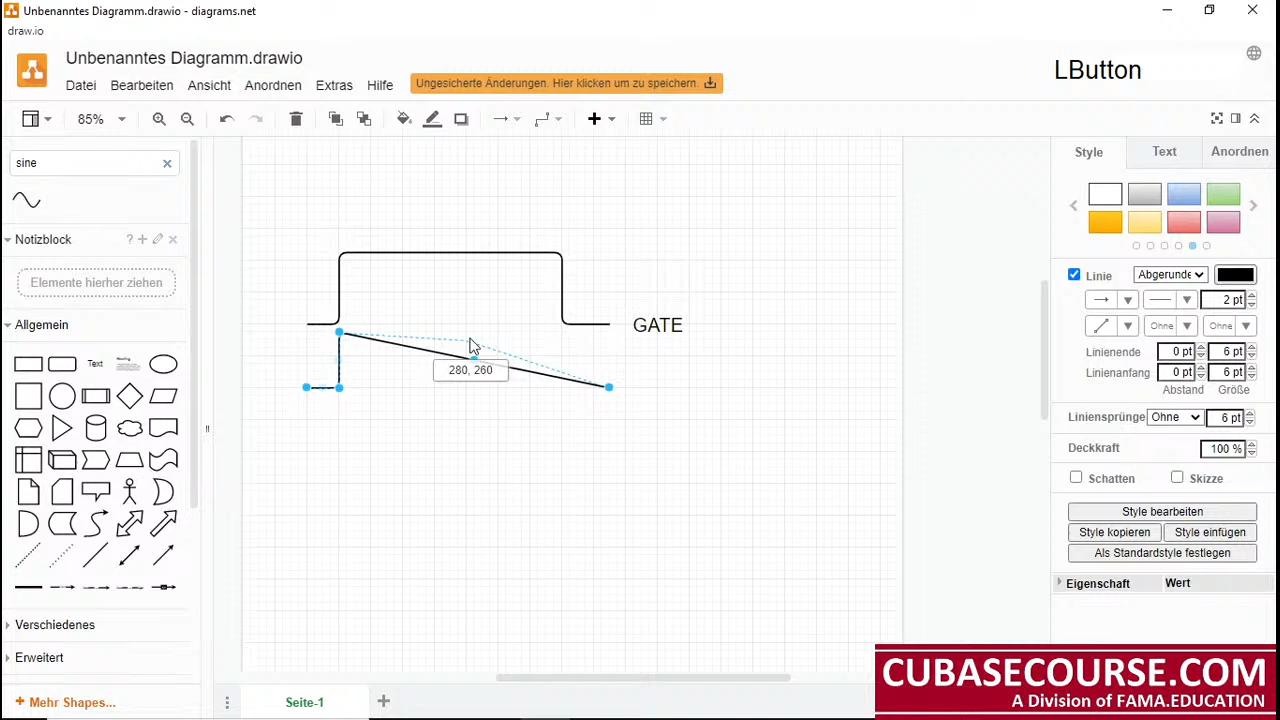 Unbenanntes Diagramm.drawio - diagrams.net
draw.io
Unbenanntes Diagramm.drawio
LButton
Datei Bearbeiten Ansicht Anordnen Extras Hilfe
Ungesicherte Änderungen. Hier klicken um zu speichern.
85%
sine
Style Text Anordnen
Notizblock
Elemente hierher ziehen
Allgemein
Text
GATE
280, 260
Linie Abgerunde
2 pt
Ohne Ohne
Linienende 0 pt 6 pt
Linienanfang 0 pt 6 pt
Abstand Größe
Liniensprünge Ohne 6 pt
Deckkraft 100 %
Schatten Skizze
Style bearbeiten
Style kopieren Style einfügen
Als Standardstyle festlegen
Eigenschaft Wert
Verschiedenes
Erweitert
Mehr Shapes...
Seite-1
CUBASECOURSE.COM
A Division of FAMA.EDUCATION